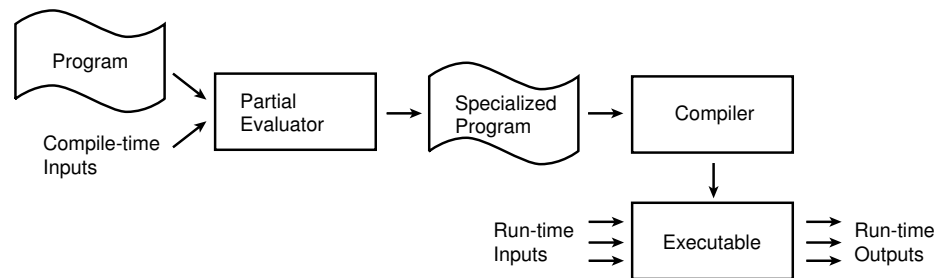 Program
Compile-time
Inputs
Partial
Evaluator
Specialized
Program
Compiler
Run-time
Inputs
Executable
Run-time
Outputs